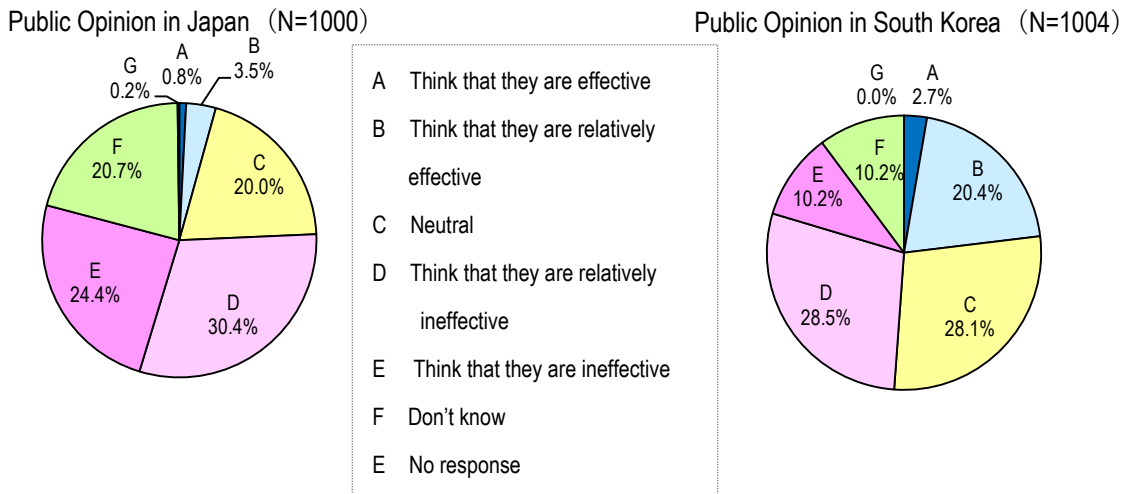 Public Opinion in Japan （N=1000）
G
0.2%
A
0.8%
B
3.5%
C
20.0%
D
30.4%
E
24.4%
F
20.7%
A Think that they are effective
B Think that they are relatively
effective
C Neutral
D Think that they are relatively
ineffective
E Think that they are ineffective
F Don't know
E No response
Public Opinion in South Korea （N=1004）
G
0.0%
A
2.7%
B
20.4%
C
28.1%
D
28.5%
E
10.2%
F
10.2%